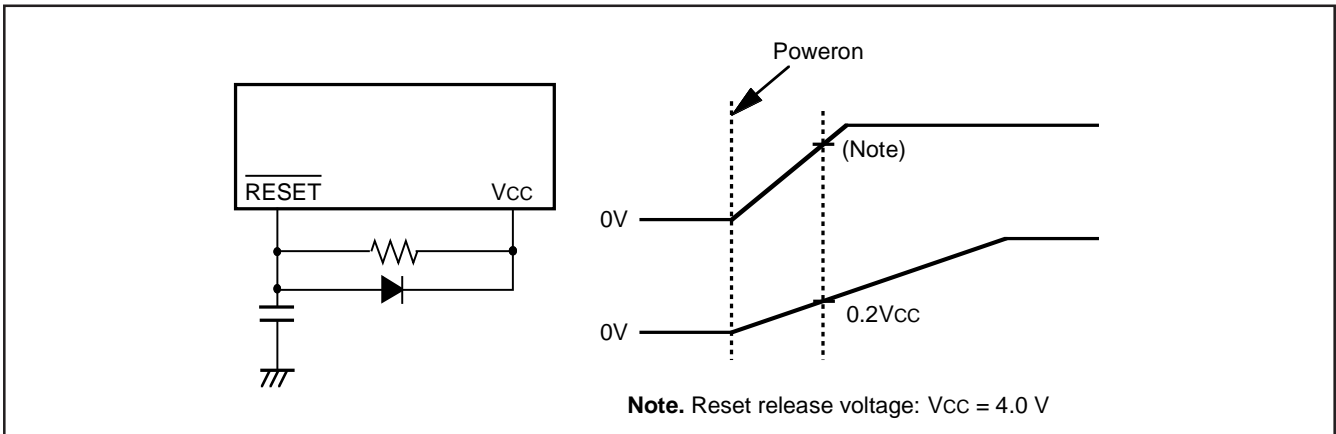 Poweron
RESET
VCC
0V
(Note)
0V
0.2VCC
Note. Reset release voltage: VCC = 4.0 V